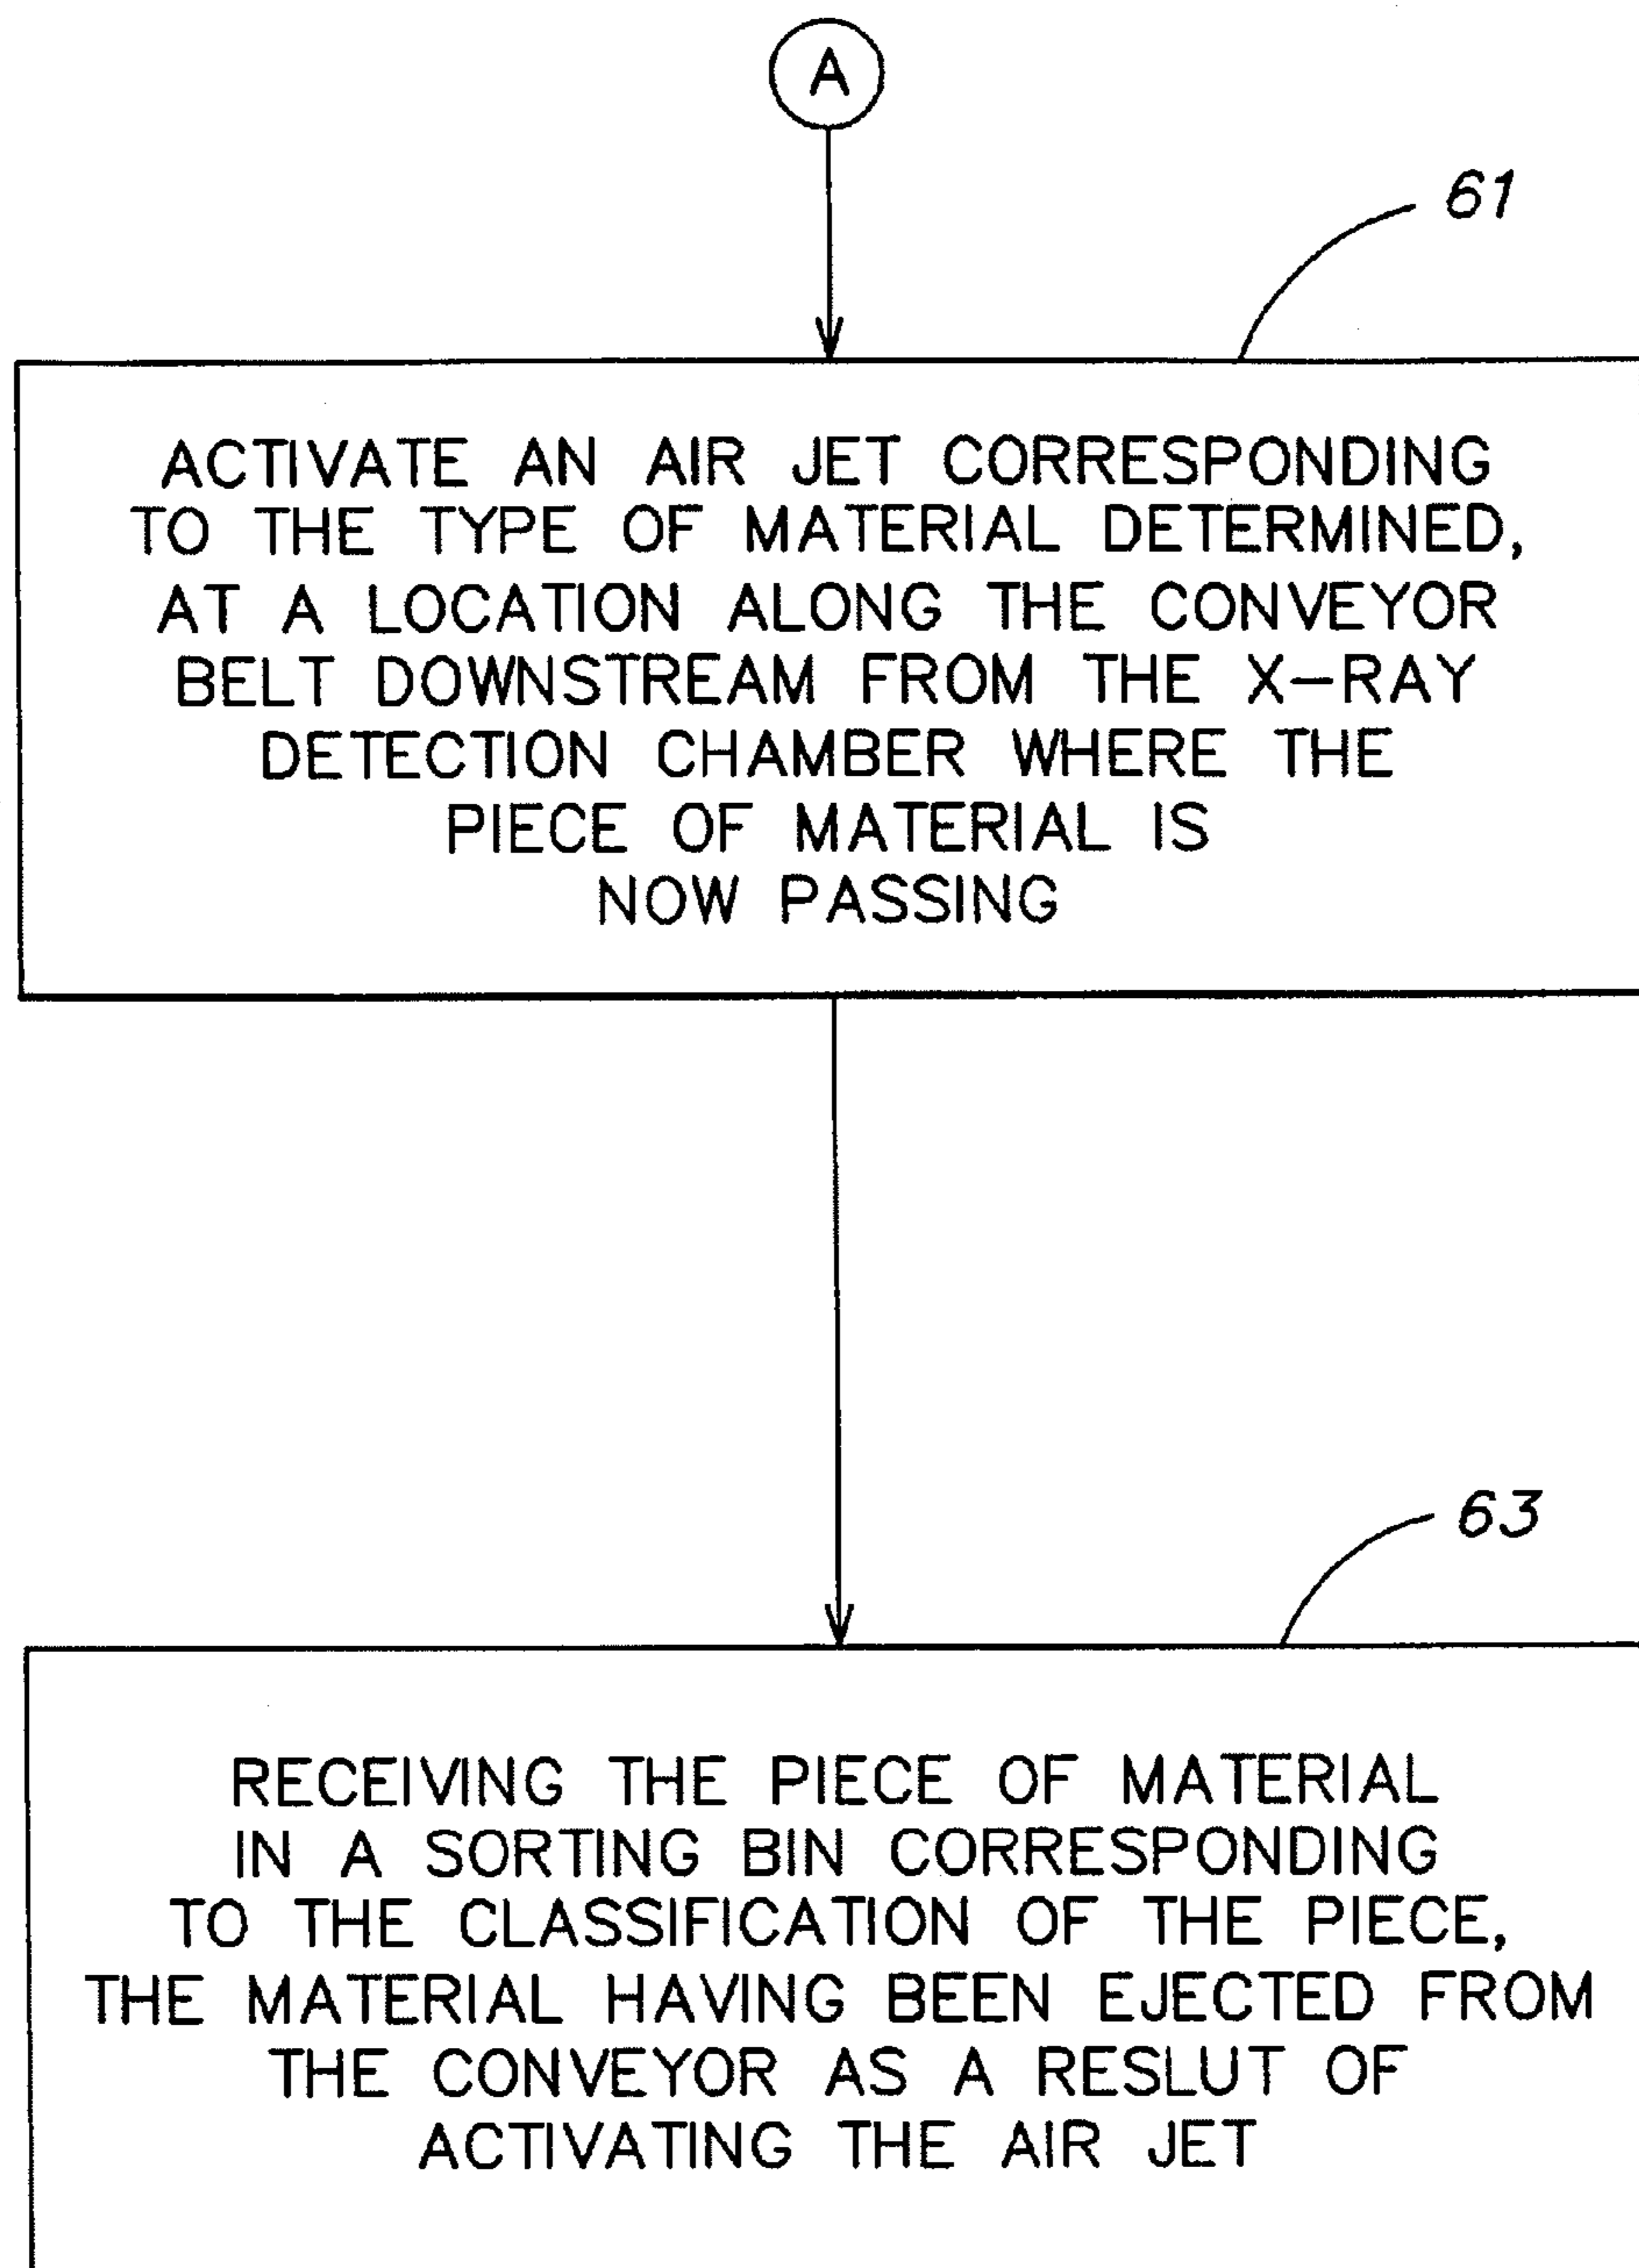 A
61
ACTIVATE AN AIR JET CORRESPONDING
TO THE TYPE OF MATERIAL DETERMINED,
AT A LOCATION ALONG THE CONVEYOR
BELT DOWNSTREAM FROM THE X-RAY
DETECTION CHAMBER WHERE THE
PIECE OF MATERIAL IS
NOW PASSING
63
RECEIVING THE PIECE OF MATERIAL
IN A SORTING BIN CORRESPONDING
TO THE CLASSIFICATION OF THE PIECE,
THE MATERIAL HAVING BEEN EJECTED FROM
THE CONVEYOR AS A RESLUT OF
ACTIVATING THE AIR JET